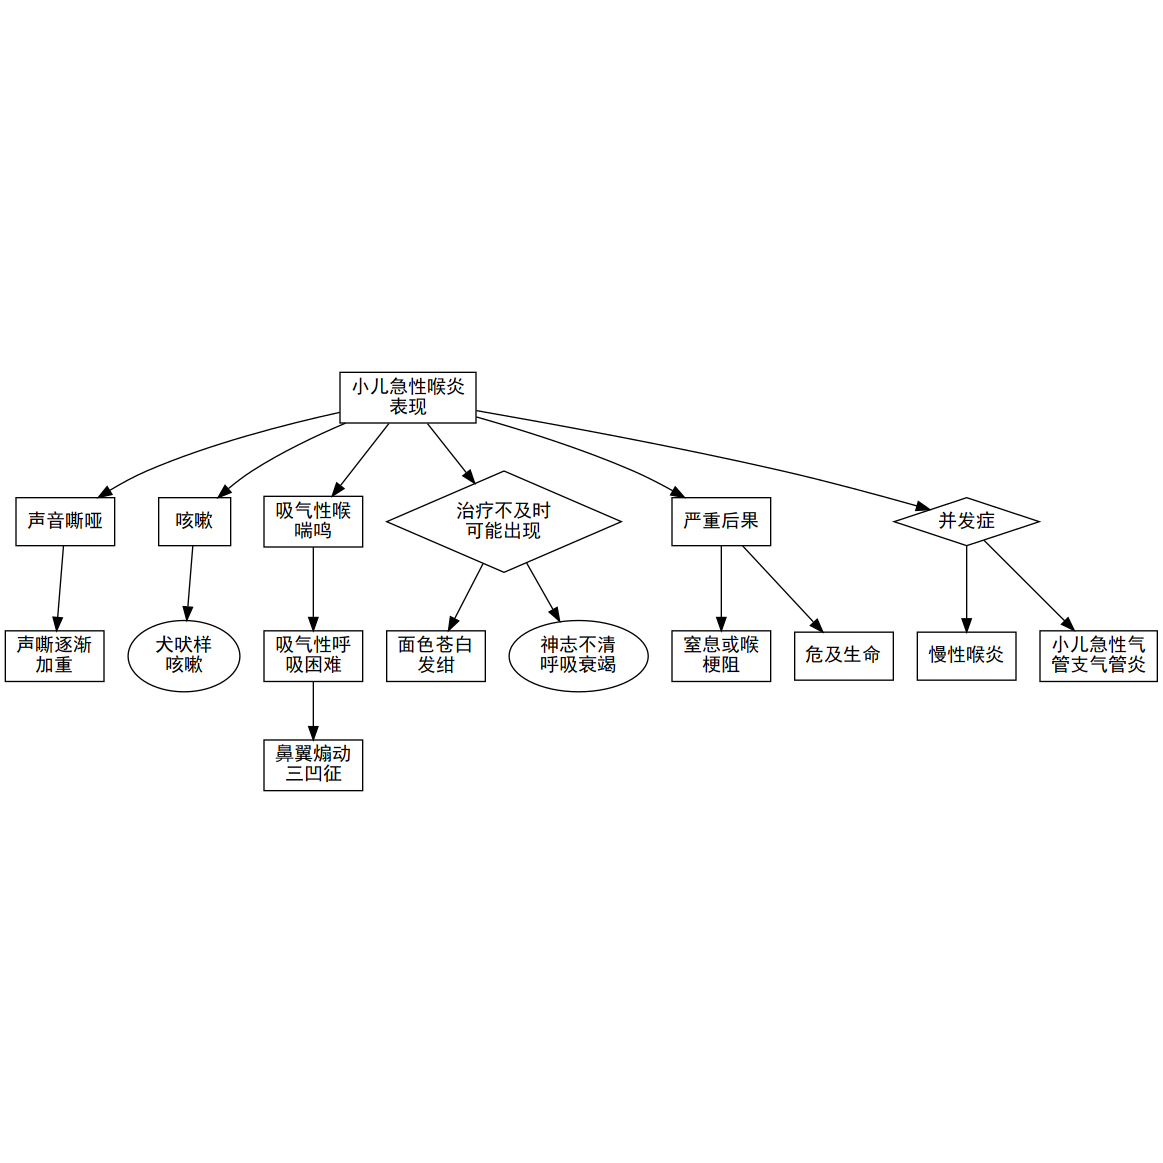 小儿急性喉炎
表现
声音嘶哑
咳嗽
吸气性喉
喘鸣
治疗不及时
可能出现
严重后果
并发症
声嘶逐渐
加重
犬吠样
咳嗽
吸气性呼
吸困难
面色苍白
发绀
神志不清
呼吸衰竭
窒息或喉
梗阻
危及生命
慢性喉炎
小儿急性气
管支气管炎
鼻翼煽动
三凹征